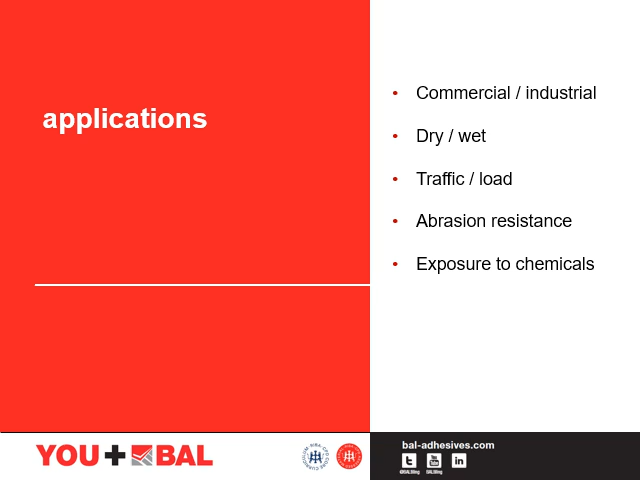 applications
• Commercial / industrial
• Dry / wet
• Traffic / load
• Abrasion resistance
• Exposure to chemicals
YOU+BAL
bal-adhesives.com